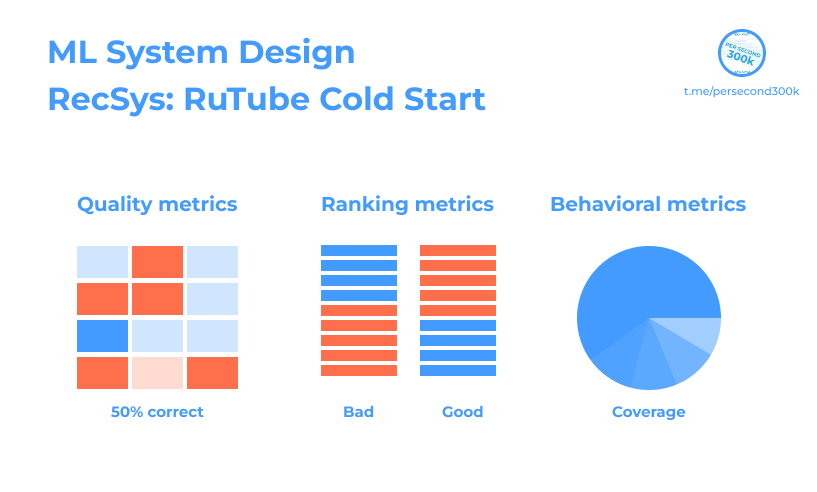 ML System Design
RecSys: RuTube Cold Start
PER SECOND
300k
t.me/persecond300k
Quality metrics
Ranking metrics
Behavioral metrics
50% correct
Bad
Good
Coverage